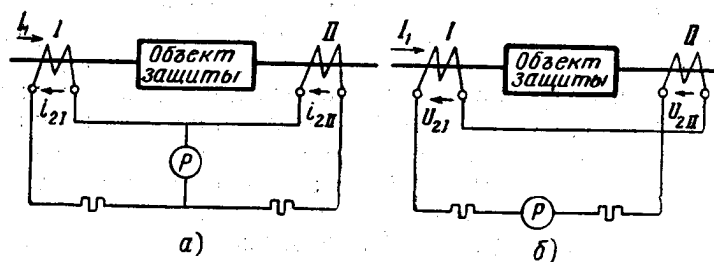 I₁
I
Объект
защиты
II
i₂I
i₂II
P
а)
I₁
I
Объект
защиты
II
U₂I
U₂II
P
б)